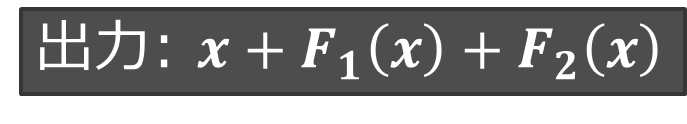 出力: x + F₁(x) + F₂(x)